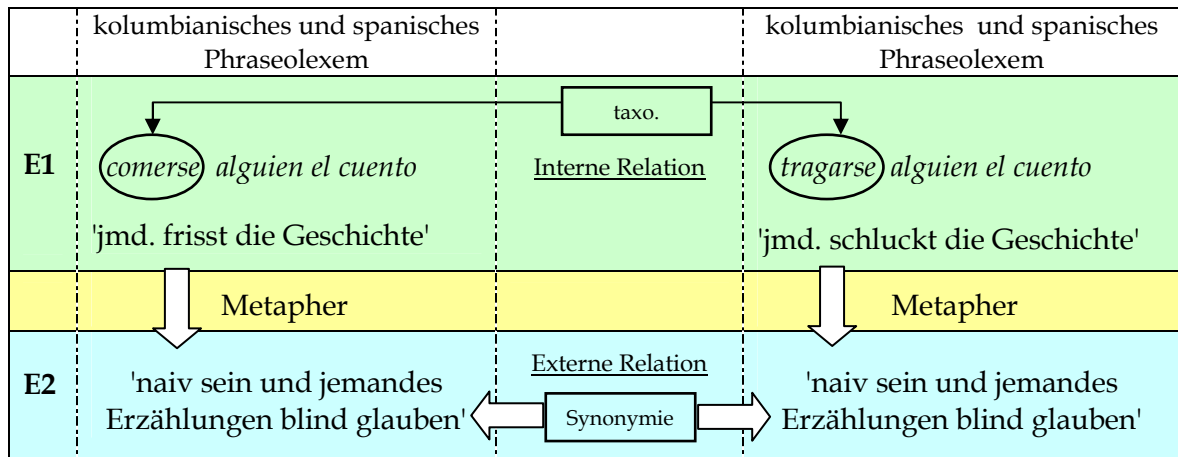 kolumbianisches und spanisches
Phraseolexem
kolumbianisches und spanisches
Phraseolexem
taxo.
E1
comerse alguien el cuento
Interne Relation
tragarse alguien el cuento
'jmd. frisst die Geschichte'
'jmd. schluckt die Geschichte'
Metapher
Metapher
E2
'naiv sein und jemandes
Erzählungen blind glauben'
Externe Relation
Synonymie
'naiv sein und jemandes
Erzählungen blind glauben'